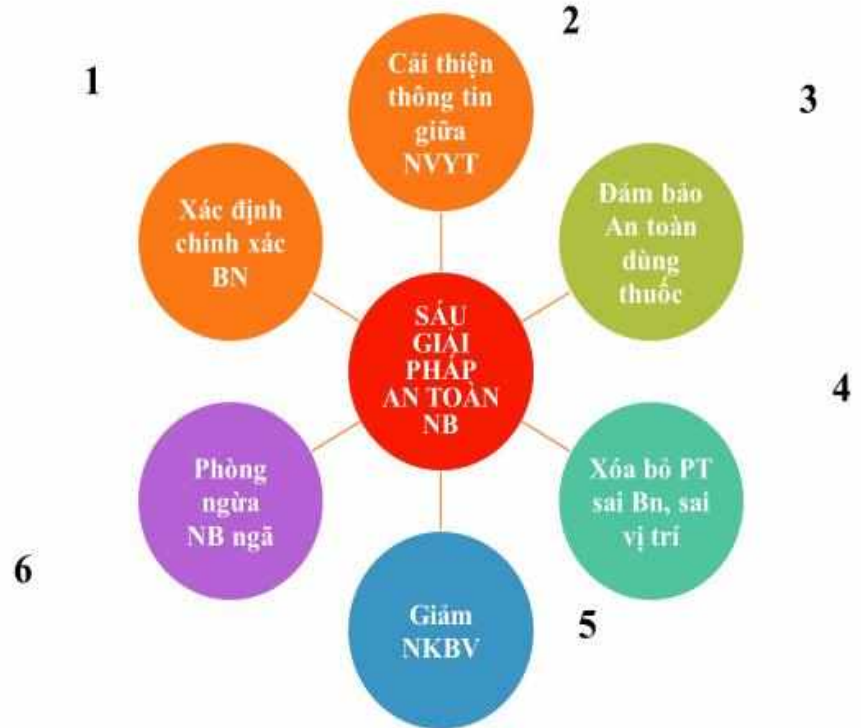 1
Xác định
chính xác
BN
2
Cải thiện
thông tin
giữa
NVYT
3
Đảm bảo
An toàn
dùng
thuốc
SÁU
GIẢI
PHÁP
AN TOÀN
NB
4
Xóa bỏ PT
sai Bn, sai
vị trí
5
Giảm
NKBV
6
Phòng
ngừa
NB ngã